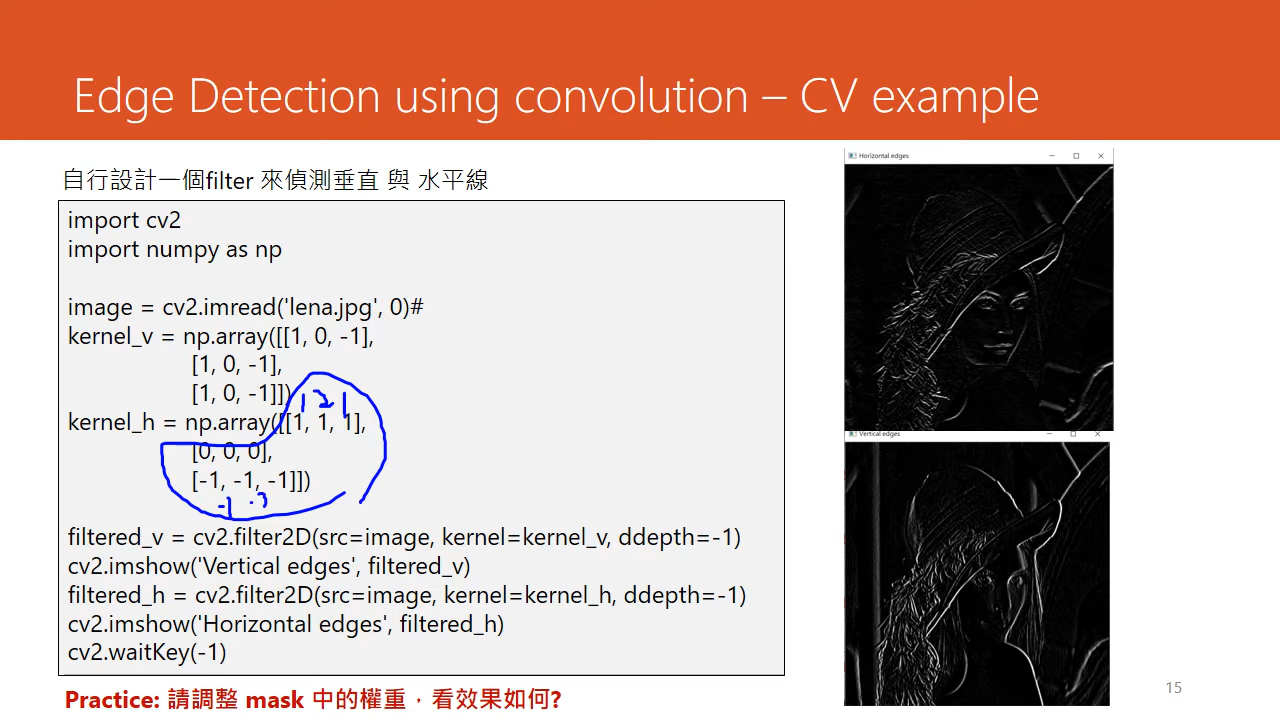 Edge Detection using convolution – CV example
自行設計一個filter 來偵測垂直 與 水平線
import cv2
import numpy as np
image = cv2.imread('lena.jpg', 0)#
kernel_v = np.array([[1, 0, -1],
[1, 0, -1],
[1, 0, -1]])
1 2 1
kernel_h = np.array([[1, 1, 1],
[0, 0, 0],
[-1, -1, -1]])
filtered_v = cv2.filter2D(src=image, kernel=kernel_v, ddepth=-1)
cv2.imshow('Vertical edges', filtered_v)
filtered_h = cv2.filter2D(src=image, kernel=kernel_h, ddepth=-1)
cv2.imshow('Horizontal edges', filtered_h)
cv2.waitKey(-1)
Practice: 請調整 mask 中的權重，看效果如何?
Horizontal edges
Vertical edges
15